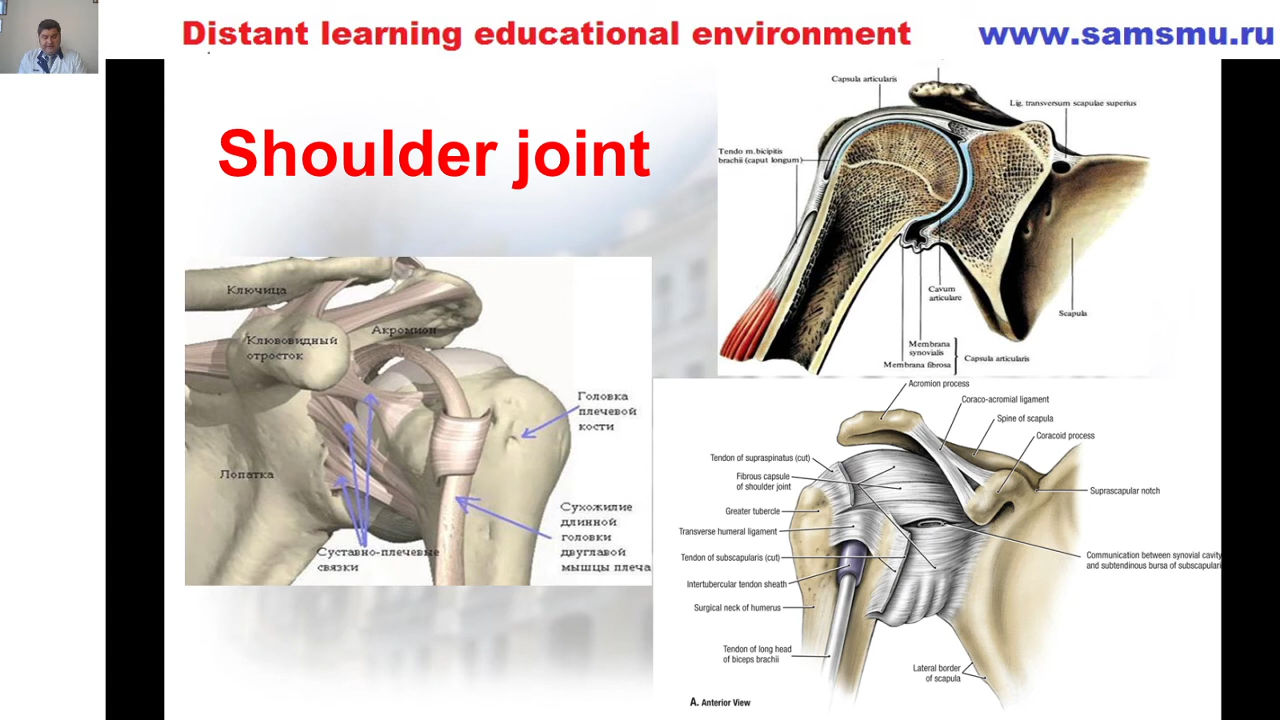 Distant learning educational environment
www.samsmu.ru
Shoulder joint
Capsula articularis
Lig. transversum scapulae superius
Tendo m. bicipitis
brachii (caput longum)
Cavum
articulare
Scapula
Membrana
synovialis
Membrana fibrosa
Capsula articularis
Ключица
Акромион
Клювовидный
отросток
Головка
плечевой
кости
Лопатка
Сухожилие
длинной
головки
двуглавой
мышцы плеча
Суставно-плечевые
связки
Acromion process
Coraco-acromial ligament
Spine of scapula
Coracoid process
Tendon of supraspinatus (cut)
Fibrous capsule
of shoulder joint
Suprascapular notch
Greater tubercle
Transverse humeral ligament
Tendon of subscapularis (cut)
Communication between synovial cavity
and subtendinous bursa of subscapulari
Intertubercular tendon sheath
Surgical neck of humerus
Tendon of long head
of biceps brachii
Lateral border
of scapula
A. Anterior View